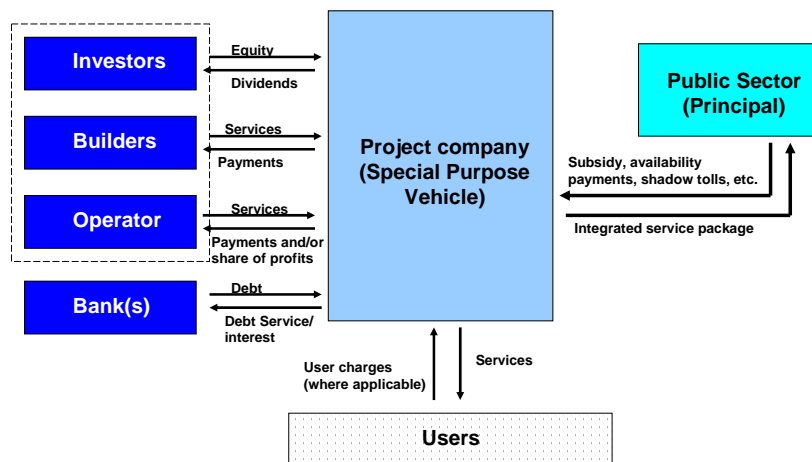 Investors
Equity
Dividends
Builders
Services
Payments
Operator
Services
Payments and/or
share of profits
Bank(s)
Debt
Debt Service/
interest
Project company
(Special Purpose
Vehicle)
Public Sector
(Principal)
Subsidy, availability
payments, shadow tolls, etc.
Integrated service package
User charges
(where applicable)
Services
Users